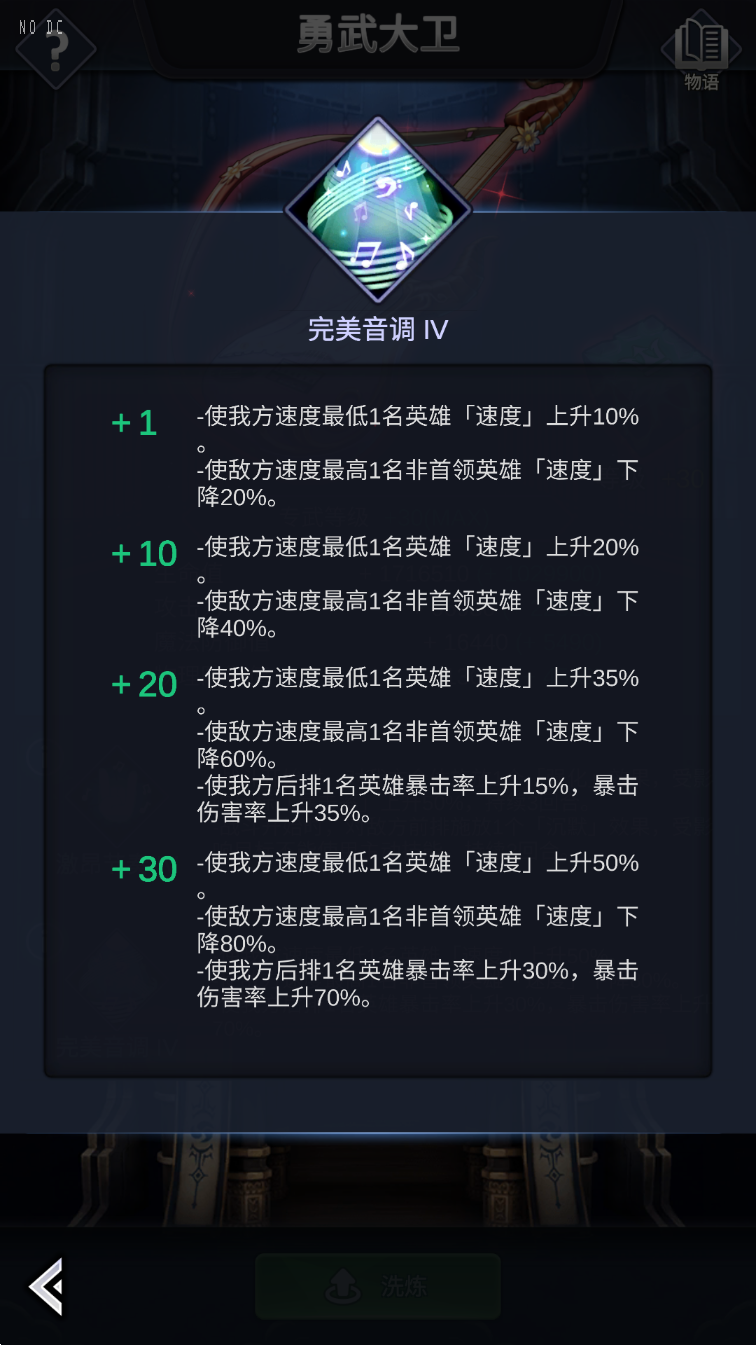 NO DC
勇武大卫
物语
完美音调 IV
+1
-使我方速度最低1名英雄「速度」上升10%
。
-使敌方速度最高1名非首领英雄「速度」下
降20%。
+10
-使我方速度最低1名英雄「速度」上升20%
。
-使敌方速度最高1名非首领英雄「速度」下
降40%。
+20
-使我方速度最低1名英雄「速度」上升35%
。
-使敌方速度最高1名非首领英雄「速度」下
降60%。
-使我方后排1名英雄暴击率上升15%，暴击
伤害率上升35%。
+30
-使我方速度最低1名英雄「速度」上升50%
。
-使敌方速度最高1名非首领英雄「速度」下
降80%。
-使我方后排1名英雄暴击率上升30%，暴击
伤害率上升70%。
洗炼